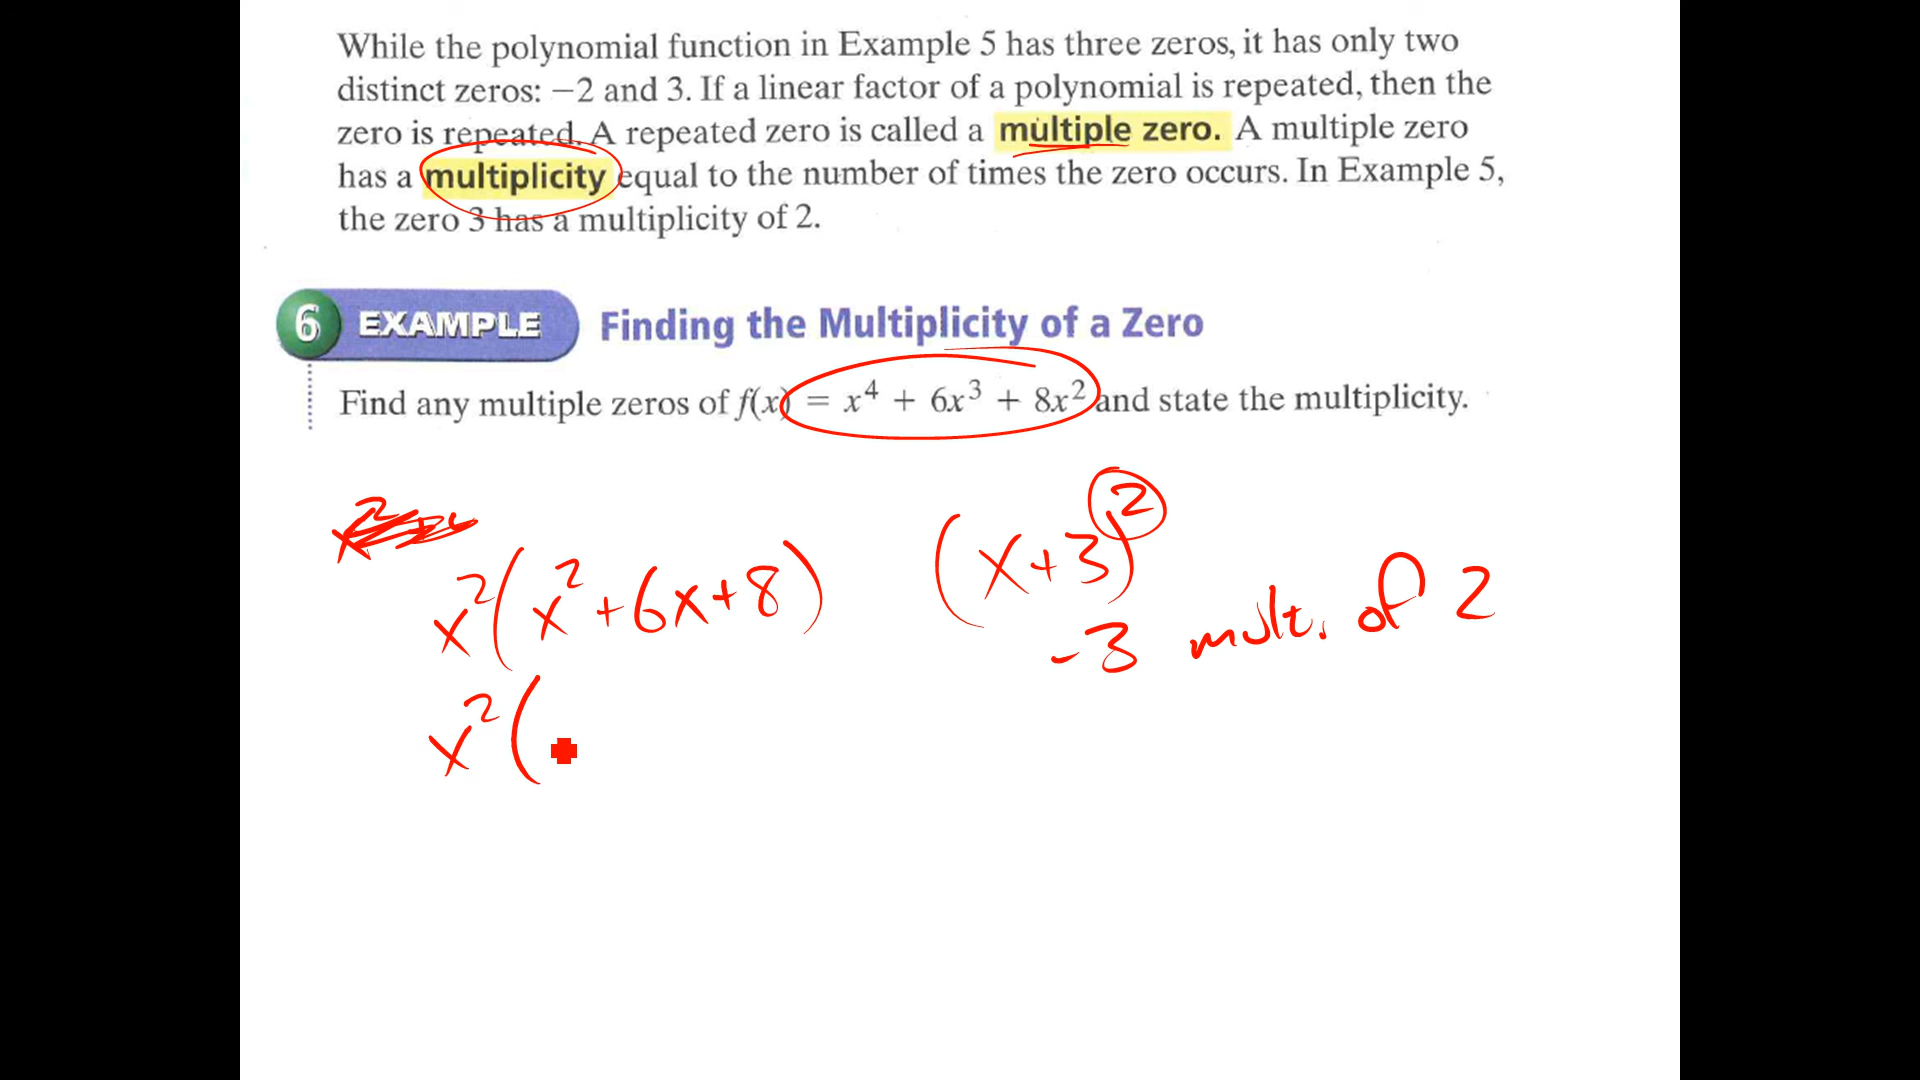 While the polynomial function in Example 5 has three zeros, it has only two
distinct zeros: −2 and 3. If a linear factor of a polynomial is repeated, then the
zero is repeated. A repeated zero is called a multiple zero. A multiple zero
has a multiplicity equal to the number of times the zero occurs. In Example 5,
the zero 3 has a multiplicity of 2.
6 EXAMPLE Finding the Multiplicity of a Zero
Find any multiple zeros of f(x) = x⁴ + 6x³ + 8x² and state the multiplicity.
x²(x²+6x+8)
(x+3)²
-3 mult. of 2
x²(